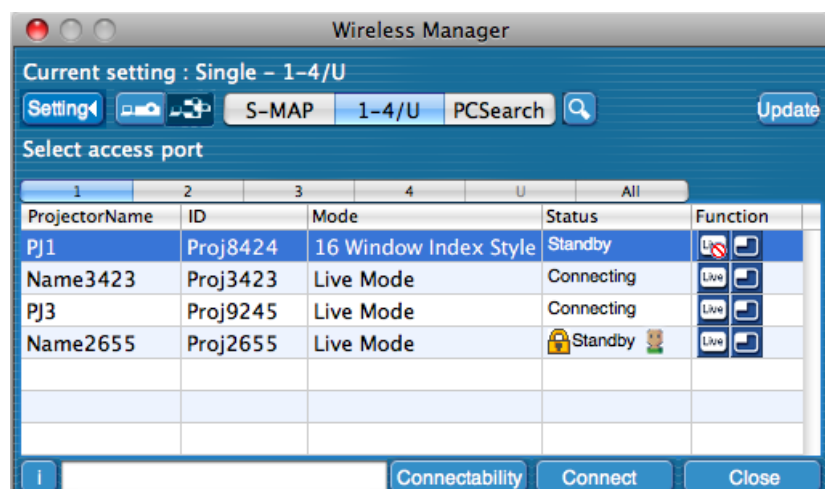 Wireless Manager
Current setting : Single – 1–4/U
Setting S–MAP 1–4/U PCSearch Update
Select access port
1 2 3 4 U All
ProjectorName ID Mode Status Function
PJ1 Proj8424 16 Window Index Style Standby Live
Name3423 Proj3423 Live Mode Connecting Live
PJ3 Proj9245 Live Mode Connecting Live
Name2655 Proj2655 Live Mode Standby Live
i Connectability Connect Close